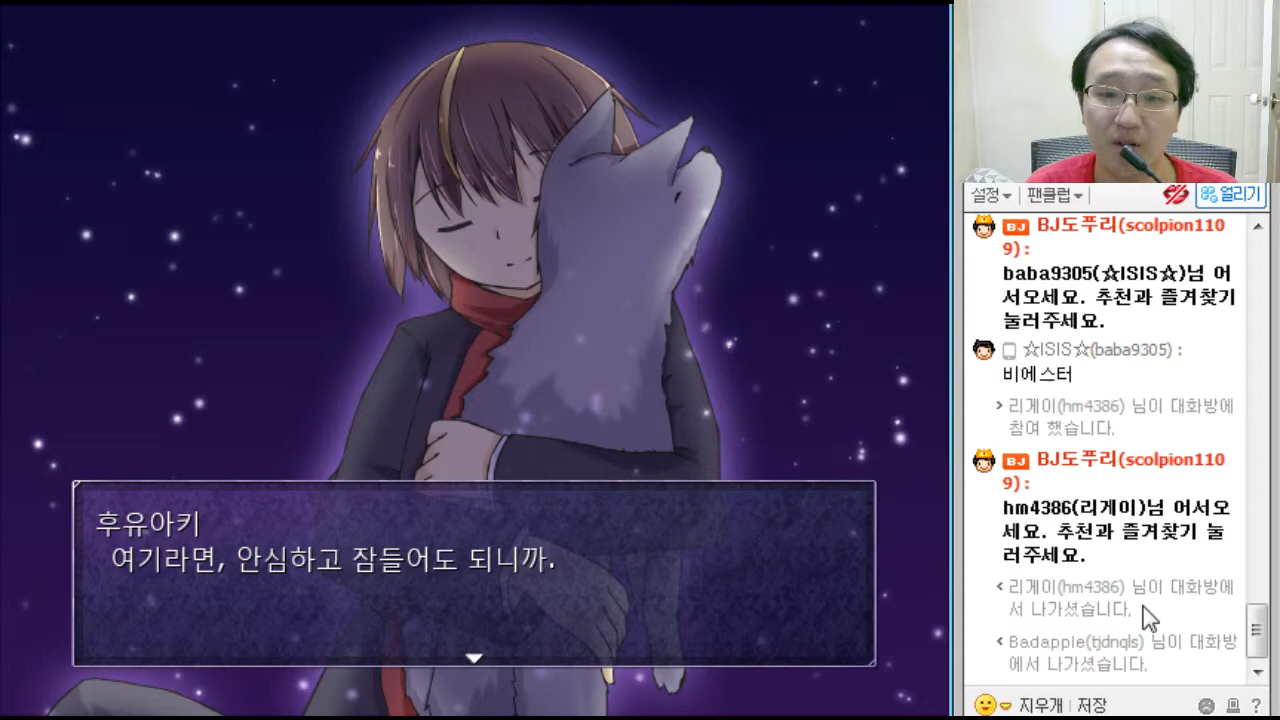 후유아키
여기라면, 안심하고 잠들어도 되니까.
설정 팬클럽 열리기
BJ BJ도푸리(scolpion110
9) :
baba9305(☆ISIS☆)님 어
서오세요. 추천과 즐겨찾기
눌러주세요.
☆ISIS☆(baba9305) :
비에스터
> 리게이(hm4386) 님이 대화방에
참여 했습니다.
BJ BJ도푸리(scolpion110
9) :
hm4386(리게이)님 어서오
세요. 추천과 즐겨찾기 눌
러주세요.
< 리게이(hm4386) 님이 대화방에
서 나가셨습니다.
< Badapple(tjdnqls) 님이 대화방
에서 나가셨습니다.
지우개 | 저장 ?